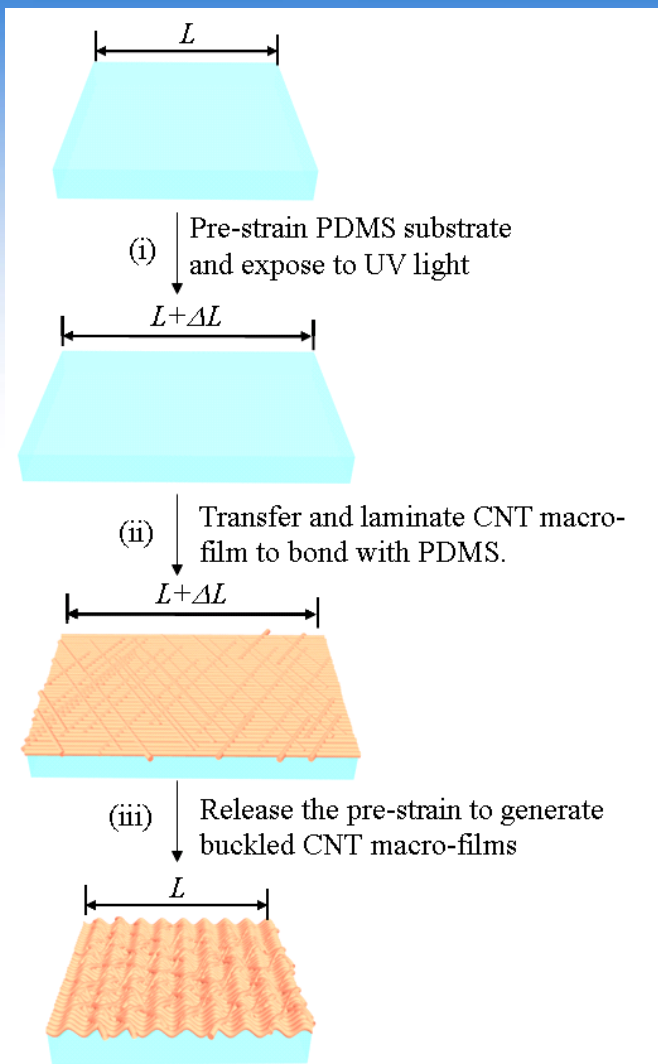 L
(i)
Pre-strain PDMS substrate
and expose to UV light
L+ΔL
(ii)
Transfer and laminate CNT macro-
film to bond with PDMS.
L+ΔL
(iii)
Release the pre-strain to generate
buckled CNT macro-films
L